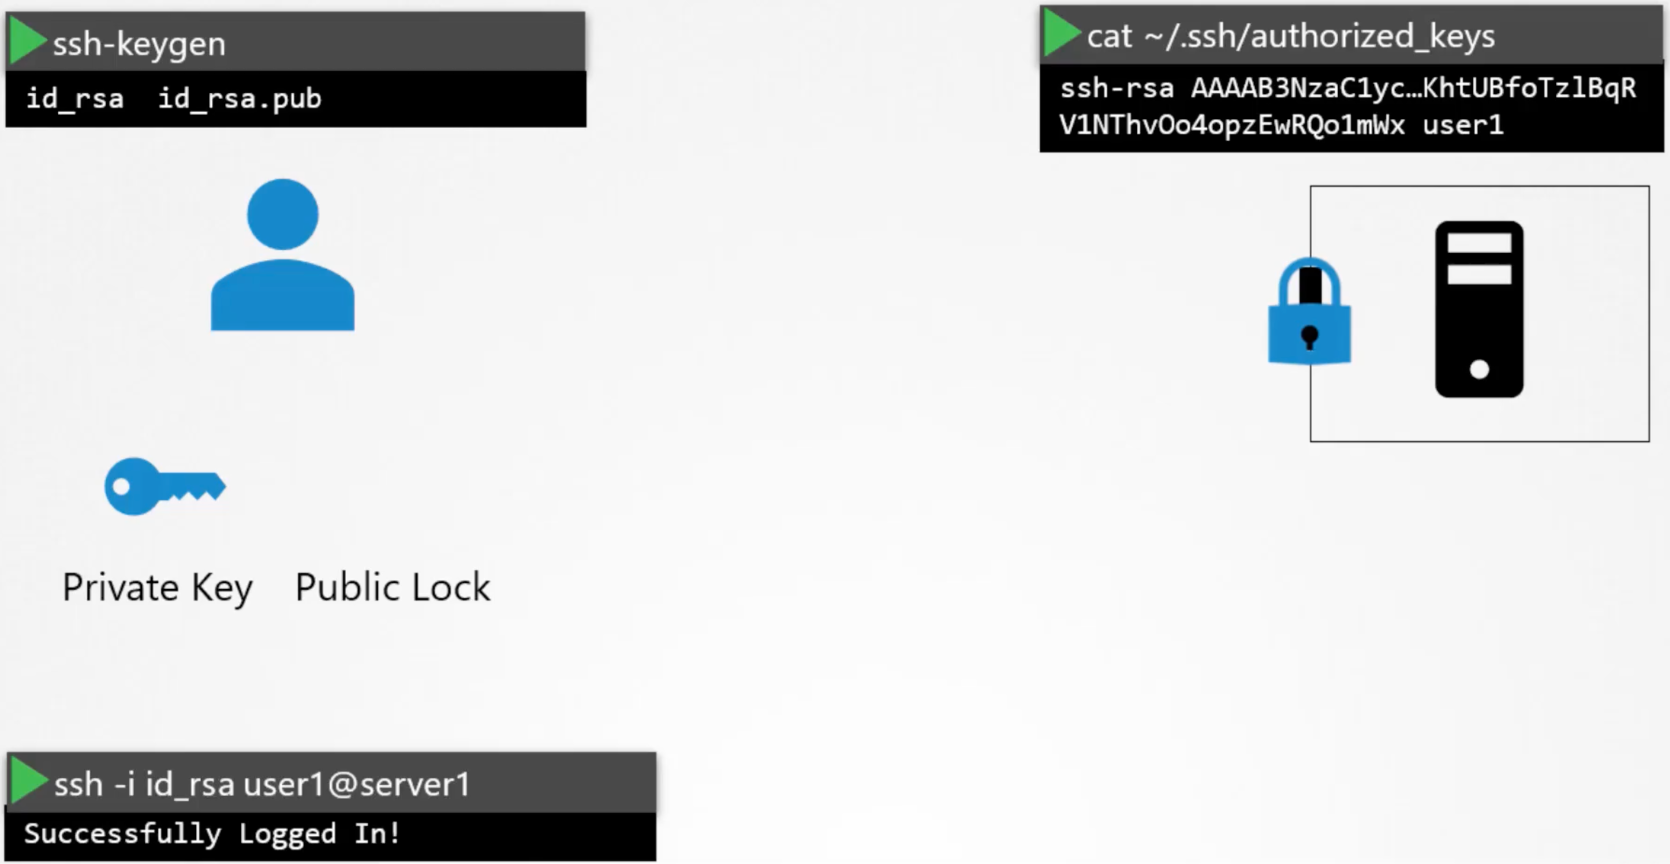 ssh-keygen
id_rsa  id_rsa.pub
cat ~/.ssh/authorized_keys
ssh-rsa AAAAB3NzaC1yc…KhtUBfoTzlBqR
V1NThvOo4opzEwRQo1mWx user1
Private Key
Public Lock
ssh -i id_rsa user1@server1
Successfully Logged In!